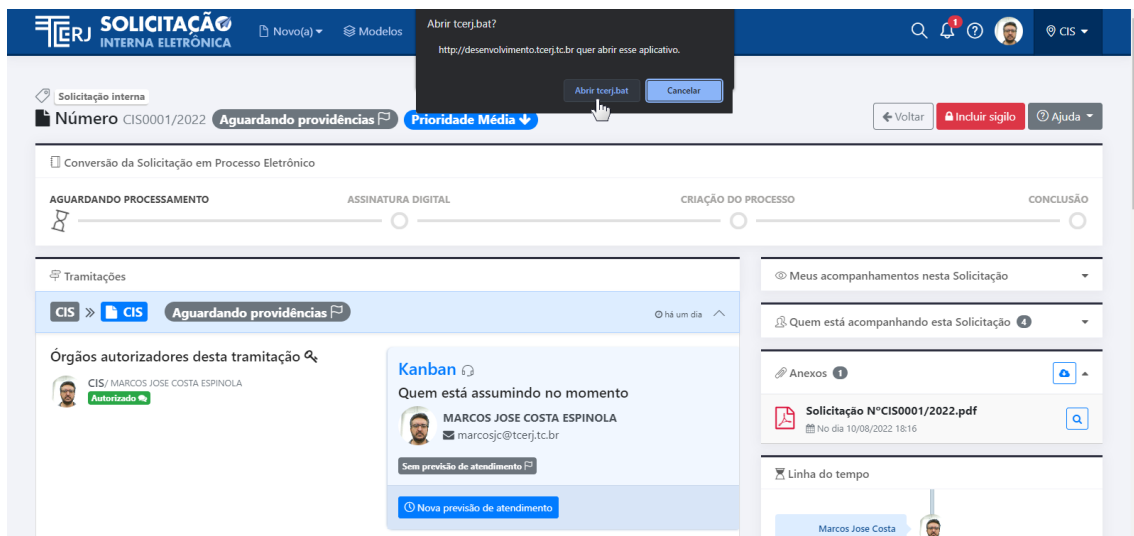 TCERJ SOLICITAÇÃO
INTERNA ELETRÔNICA
Novo(a)
Modelos
Abrir tcerj.bat?
http://desenvolvimento.tcerj.tc.br quer abrir esse aplicativo.
Abrir tcerj.bat
Cancelar
1
CIS
Solicitação interna
Número CIS0001/2022 Aguardando providências Prioridade Média
Voltar
Incluir sigilo
Ajuda
Conversão da Solicitação em Processo Eletrônico
AGUARDANDO PROCESSAMENTO
ASSINATURA DIGITAL
CRIAÇÃO DO PROCESSO
CONCLUSÃO
Tramitações
CIS » CIS Aguardando providências
há um dia
Órgãos autorizadores desta tramitação
CIS/ MARCOS JOSE COSTA ESPINOLA
Autorizado
Kanban
Quem está assumindo no momento
MARCOS JOSE COSTA ESPINOLA
marcosjc@tcerj.tc.br
Sem previsão de atendimento
Nova previsão de atendimento
Meus acompanhamentos nesta Solicitação
Quem está acompanhando esta Solicitação 4
Anexos 1
Solicitação NºCIS0001/2022.pdf
No dia 10/08/2022 18:16
Linha do tempo
Marcos Jose Costa